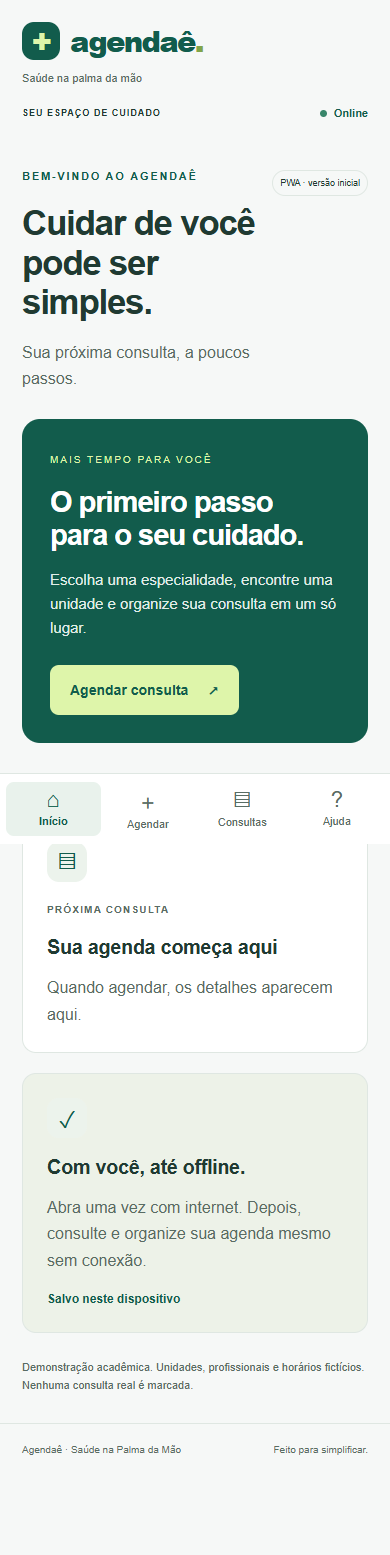 agendaê.
Saúde na palma da mão
SEU ESPAÇO DE CUIDADO
Online
BEM-VINDO AO AGENDAÊ
PWA · versão inicial
Cuidar de você
pode ser
simples.
Sua próxima consulta, a poucos
passos.
MAIS TEMPO PARA VOCÊ
O primeiro passo
para o seu cuidado.
Escolha uma especialidade, encontre uma
unidade e organize sua consulta em um só
lugar.
Agendar consulta ↗
Início
Agendar
Consultas
Ajuda
PRÓXIMA CONSULTA
Sua agenda começa aqui
Quando agendar, os detalhes aparecem
aqui.
Com você, até offline.
Abra uma vez com internet. Depois,
consulte e organize sua agenda mesmo
sem conexão.
Salvo neste dispositivo
Demonstração acadêmica. Unidades, profissionais e horários fictícios.
Nenhuma consulta real é marcada.
Agendaê · Saúde na Palma da Mão
Feito para simplificar.